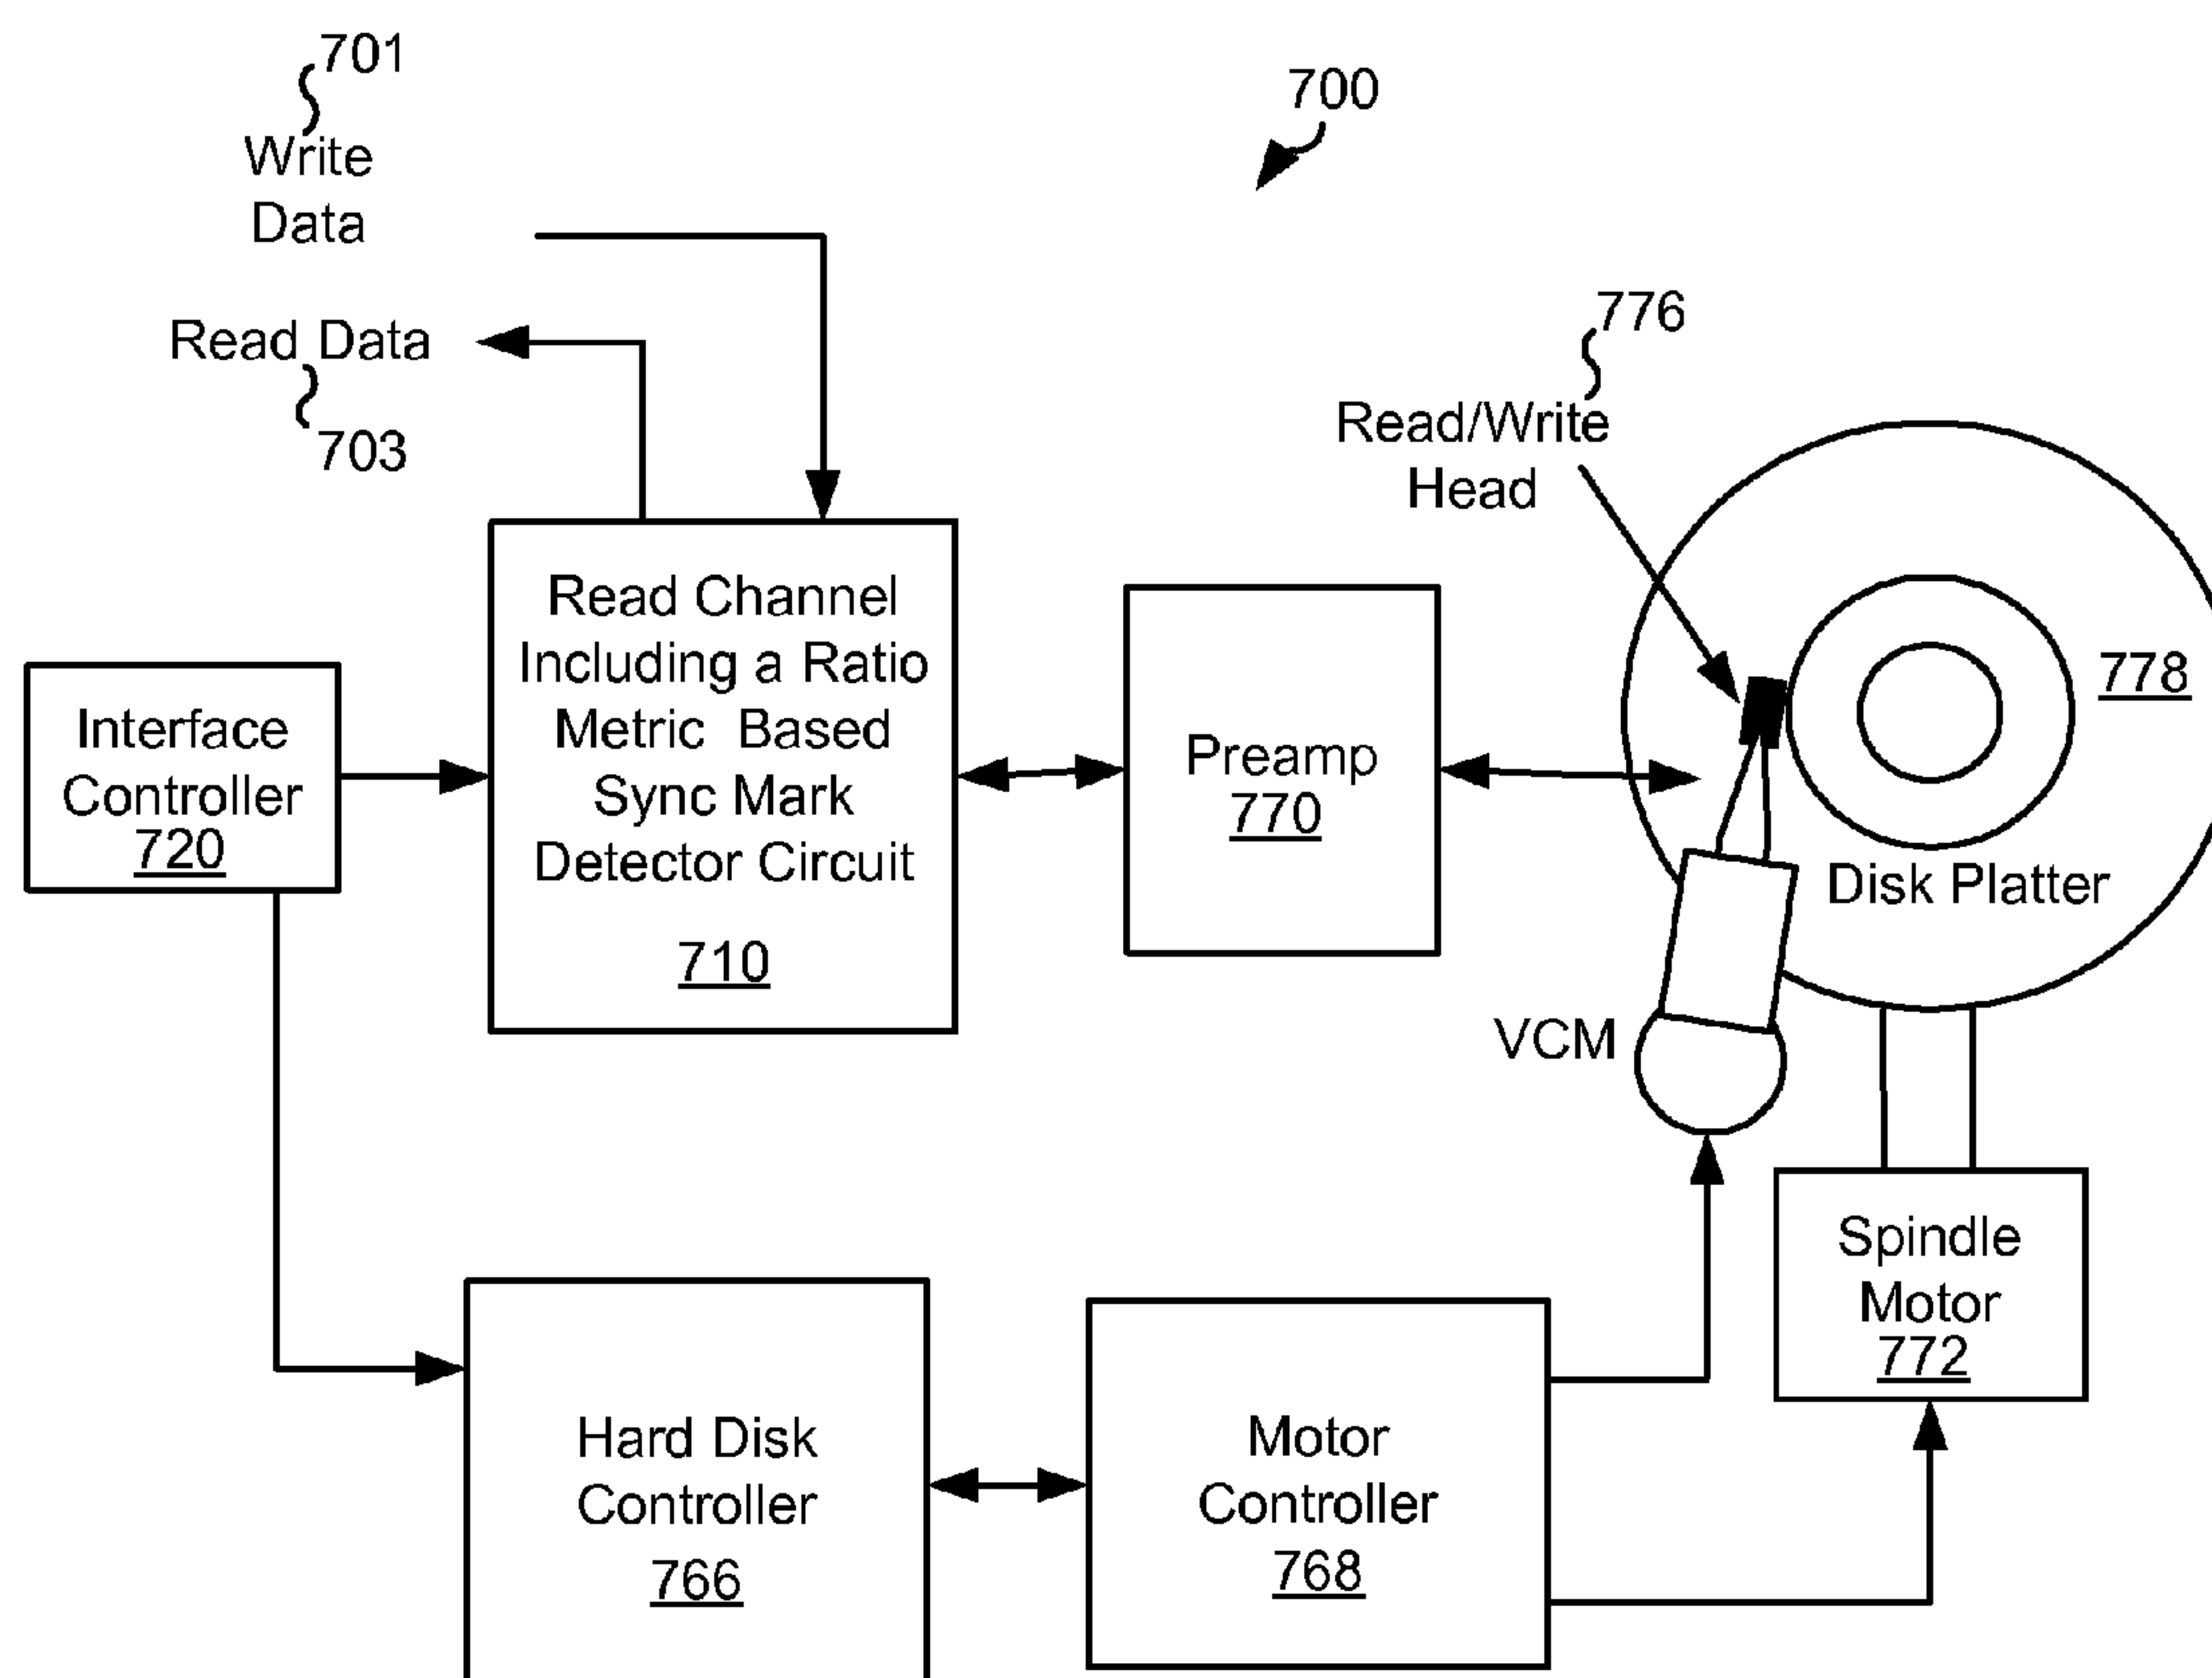 701
Write
Data
700
Read Data
703
776
Read/Write
Head
Read Channel
Including a Ratio
Metric Based
Sync Mark
Detector Circuit
710
Interface
Controller
720
Preamp
770
778
Disk Platter
VCM
Spindle
Motor
772
Hard Disk
Controller
766
Motor
Controller
768